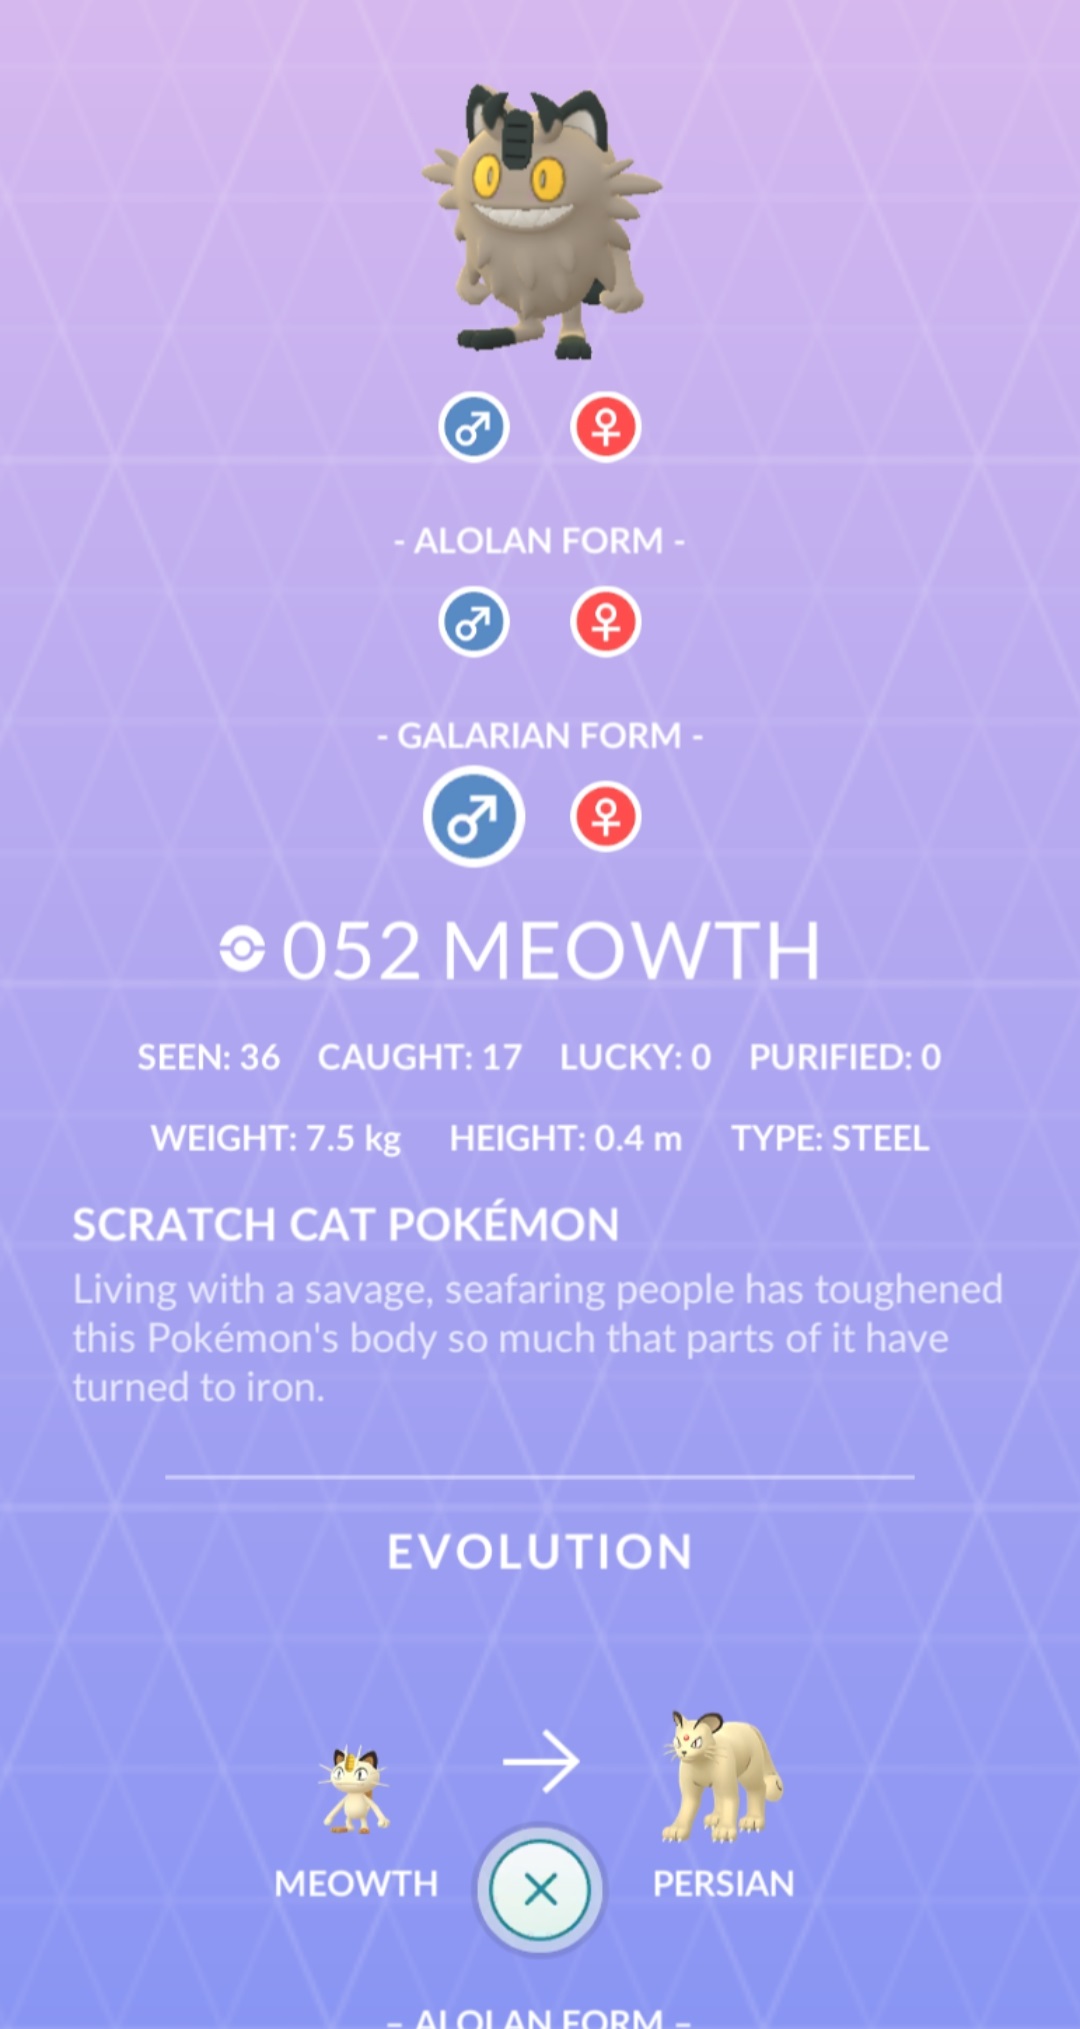 - ALOLAN FORM -
- GALARIAN FORM -
052 MEOWTH
SEEN: 36 CAUGHT: 17 LUCKY: 0 PURIFIED: 0
WEIGHT: 7.5 kg HEIGHT: 0.4 m TYPE: STEEL
SCRATCH CAT POKÉMON
Living with a savage, seafaring people has toughened
this Pokémon's body so much that parts of it have
turned to iron.
EVOLUTION
MEOWTH PERSIAN
- ALOLAN FORM -